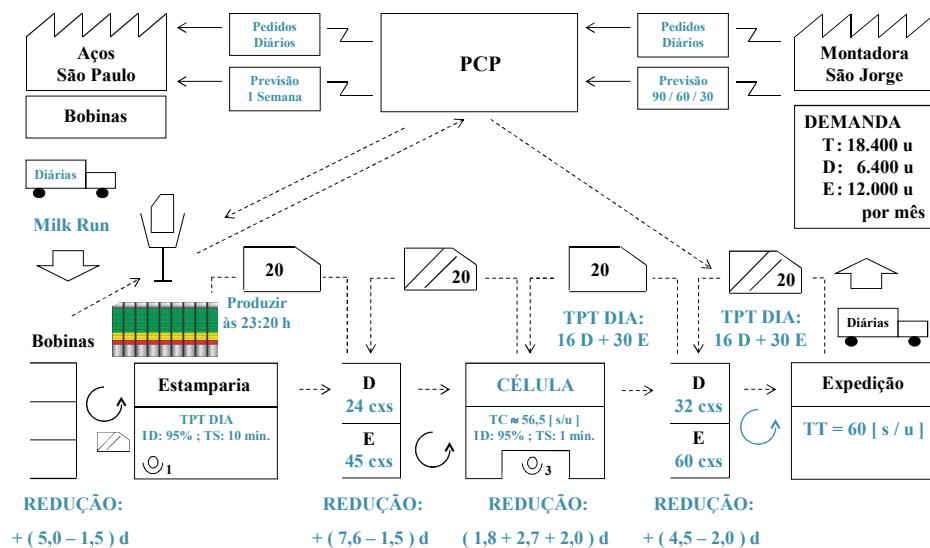 Aços
São Paulo
Bobinas
Pedidos
Diários
Previsão
1 Semana
PCP
Pedidos
Diários
Previsão
90 / 60 / 30
Montadora
São Jorge
DEMANDA
T: 18.400 u
D: 6.400 u
E: 12.000 u
por mês
Diárias
Milk Run
20
20
20
20
Produzir
às 23:20 h
TPT DIA:
16 D + 30 E
TPT DIA:
16 D + 30 E
Diárias
Bobinas
Estamparia
TPT DIA
ID: 95% ; TS: 10 min.
1
D
24 cxs
E
45 cxs
CÉLULA
TC ≈ 56,5 [ s/u ]
ID: 95% ; TS: 1 min.
3
D
32 cxs
E
60 cxs
Expedição
TT = 60 [ s / u ]
REDUÇÃO:
+ ( 5,0 – 1,5 ) d
REDUÇÃO:
+ ( 7,6 – 1,5 ) d
REDUÇÃO:
( 1,8 + 2,7 + 2,0 ) d
REDUÇÃO:
+ ( 4,5 – 2,0 ) d